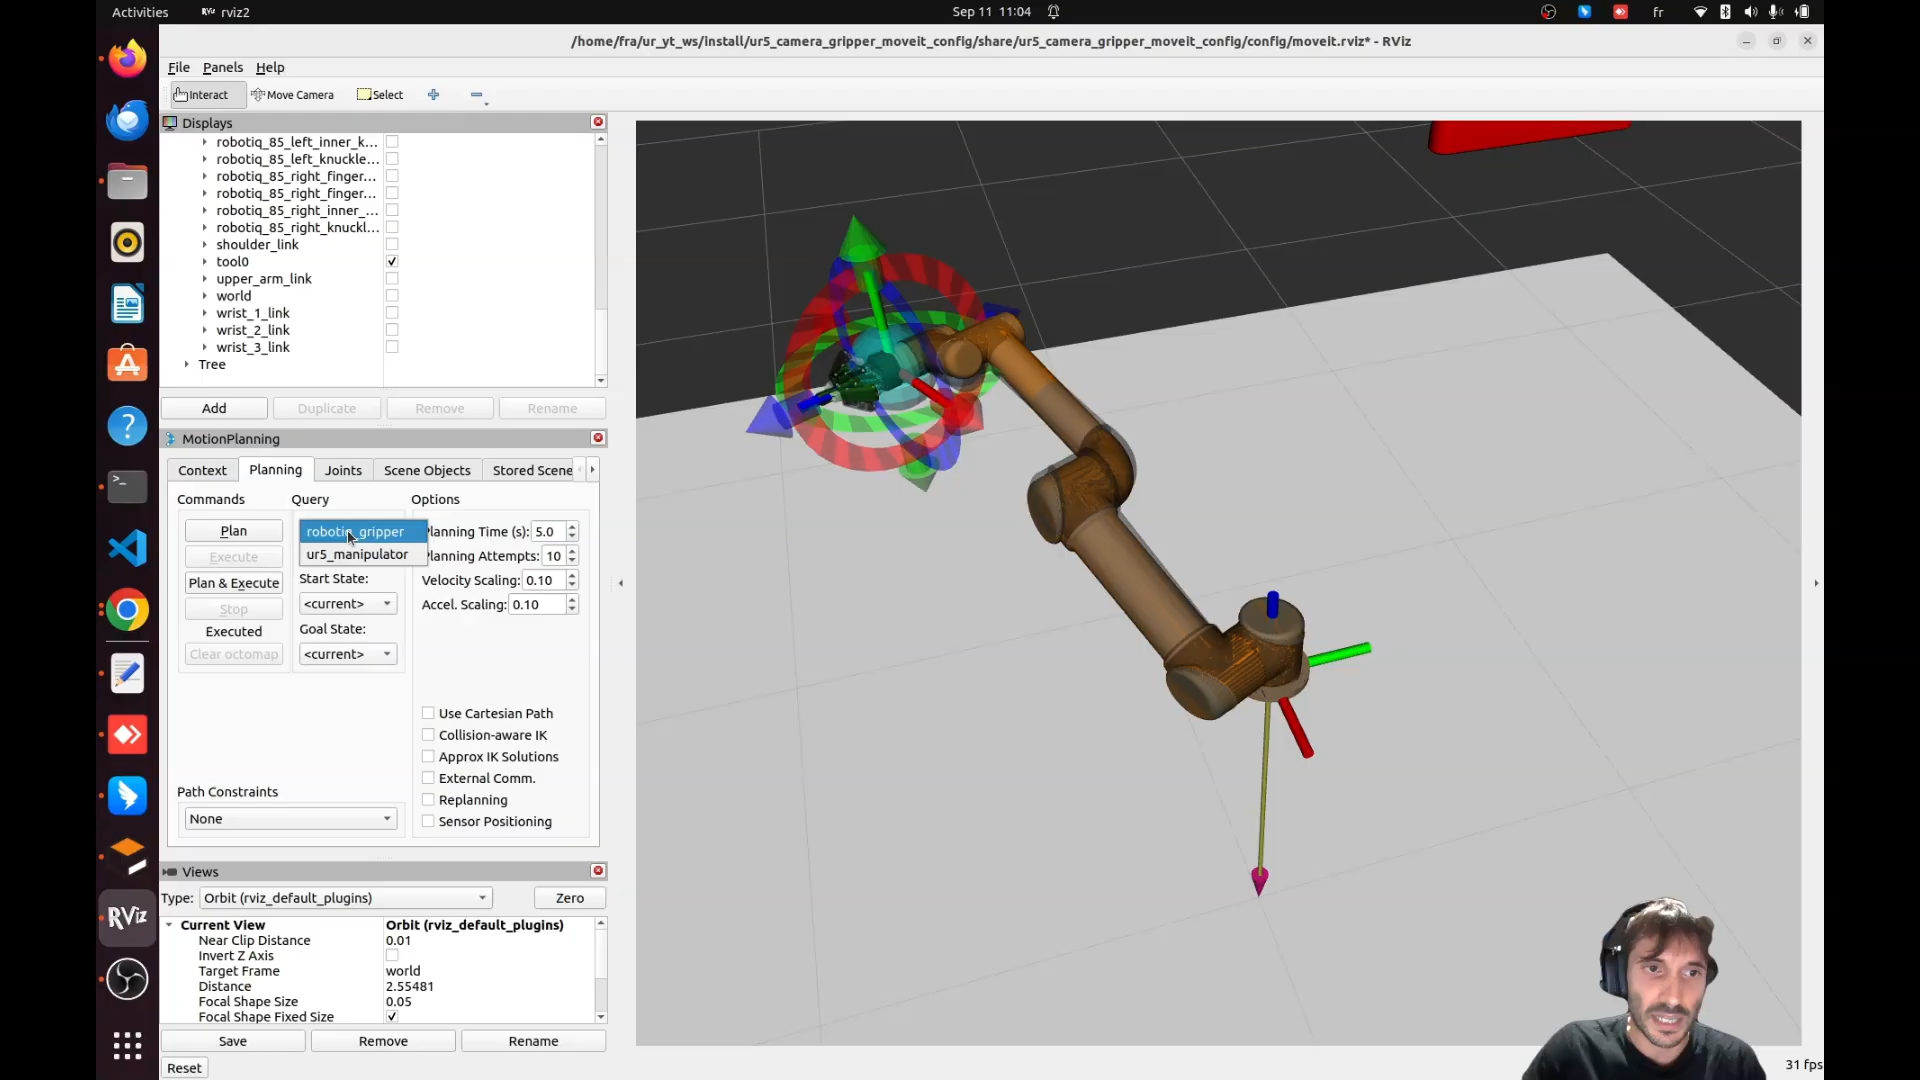 Activities
rviz2
Sep 11 11:04
fr
/home/fra/ur_yt_ws/install/ur5_camera_gripper_moveit_config/share/ur5_camera_gripper_moveit_config/config/moveit.rviz* - RViz
File Panels Help
Interact Move Camera Select
Displays
robotiq_85_left_inner_k...
robotiq_85_left_knuckle...
robotiq_85_right_finger...
robotiq_85_right_finger...
robotiq_85_right_inner_...
robotiq_85_right_knuckl...
shoulder_link
tool0
upper_arm_link
world
wrist_1_link
wrist_2_link
wrist_3_link
Tree
Add Duplicate Remove Rename
MotionPlanning
Context Planning Joints Scene Objects Stored Scene
Commands Query Options
Plan robotiq_gripper Planning Time (s): 5.0
Execute ur5_manipulator Planning Attempts: 10
Plan & Execute Start State: Velocity Scaling: 0.10
Stop <current> Accel. Scaling: 0.10
Executed Goal State:
Clear octomap <current>
Use Cartesian Path
Collision-aware IK
Approx IK Solutions
External Comm.
Replanning
Sensor Positioning
Path Constraints
None
Views
Type: Orbit (rviz_default_plugins) Zero
Current View Orbit (rviz_default_plugins)
Near Clip Distance 0.01
Invert Z Axis
Target Frame world
Distance 2.55481
Focal Shape Size 0.05
Focal Shape Fixed Size
Save Remove Rename
Reset
31 fps
RViz